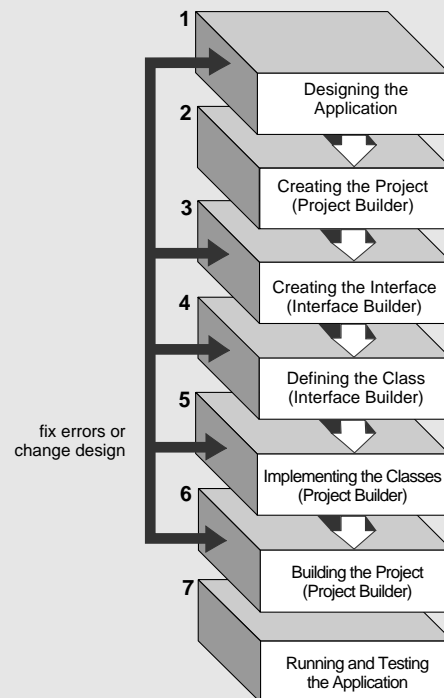 1
Designing the
Application
2
Creating the Project
(Project Builder)
3
Creating the Interface
(Interface Builder)
4
Defining the Class
(Interface Builder)
5
fix errors or
change design
Implementing the Classes
(Project Builder)
6
Building the Project
(Project Builder)
7
Running and Testing
the Application